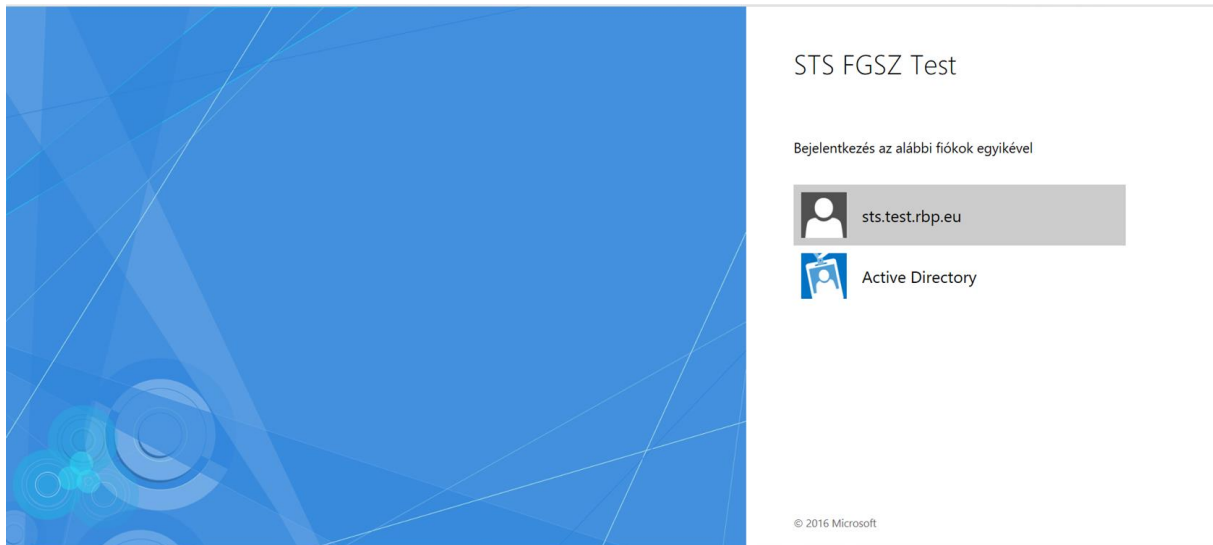 STS FGSZ Test
Bejelentkezés az alábbi fiókok egyikével
sts.test.rbp.eu
Active Directory
© 2016 Microsoft